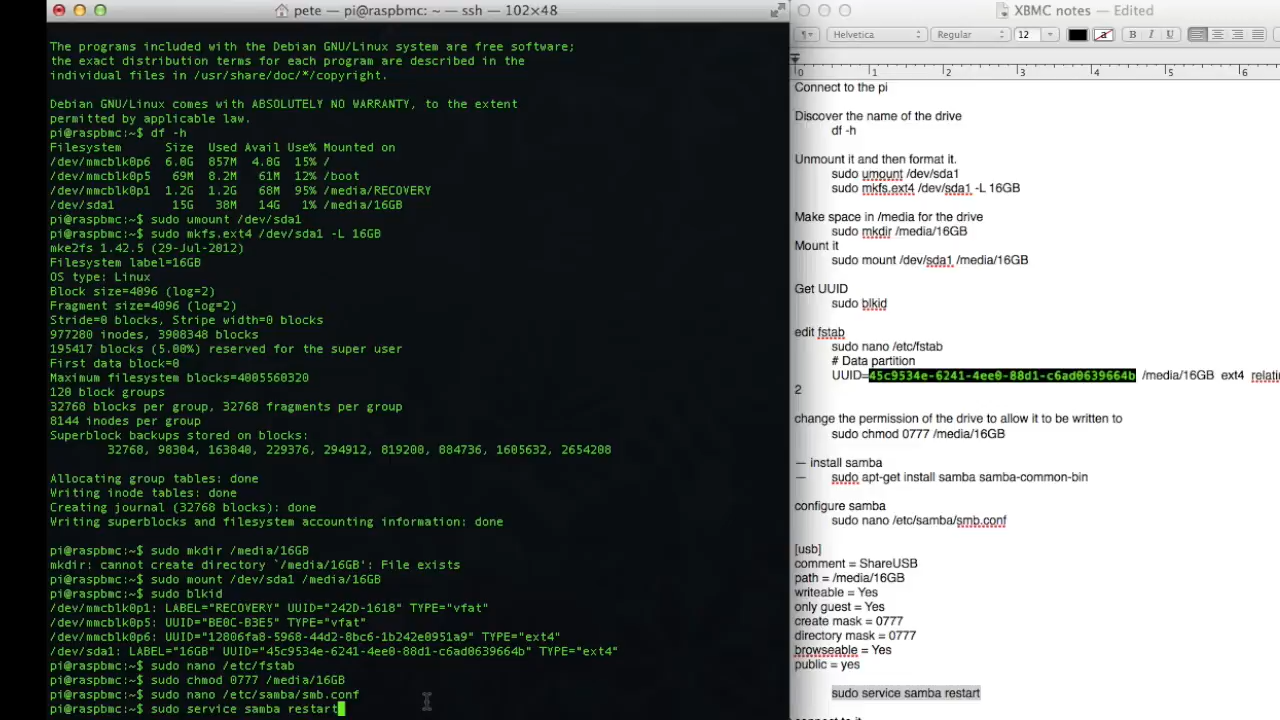 pete — pi@raspbmc: ~ — ssh — 102×48
The programs included with the Debian GNU/Linux system are free software;
the exact distribution terms for each program are described in the
individual files in /usr/share/doc/*/copyright.
Debian GNU/Linux comes with ABSOLUTELY NO WARRANTY, to the extent
permitted by applicable law.
pi@raspbmc:~$ df -h
Filesystem Size Used Avail Use% Mounted on
/dev/mmcblk0p6 6.0G 857M 4.8G 15% /
/dev/mmcblk0p5 69M 8.2M 61M 12% /boot
/dev/mmcblk0p1 1.2G 1.2G 68M 95% /media/RECOVERY
/dev/sda1 15G 38M 14G 1% /media/16GB
pi@raspbmc:~$ sudo umount /dev/sda1
pi@raspbmc:~$ sudo mkfs.ext4 /dev/sda1 -L 16GB
mke2fs 1.42.5 (29-Jul-2012)
Filesystem label=16GB
OS type: Linux
Block size=4096 (log=2)
Fragment size=4096 (log=2)
Stride=0 blocks, Stripe width=0 blocks
977280 inodes, 3908348 blocks
195417 blocks (5.00%) reserved for the super user
First data block=0
Maximum filesystem blocks=4005560320
120 block groups
32768 blocks per group, 32768 fragments per group
8144 inodes per group
Superblock backups stored on blocks:
32768, 98304, 163840, 229376, 294912, 819200, 884736, 1605632, 2654208
Allocating group tables: done
Writing inode tables: done
Creating journal (32768 blocks): done
Writing superblocks and filesystem accounting information: done
pi@raspbmc:~$ sudo mkdir /media/16GB
mkdir: cannot create directory `/media/16GB': File exists
pi@raspbmc:~$ sudo mount /dev/sda1 /media/16GB
pi@raspbmc:~$ sudo blkid
/dev/mmcblk0p1: LABEL="RECOVERY" UUID="242D-1618" TYPE="vfat"
/dev/mmcblk0p5: UUID="BE0C-B3E5" TYPE="vfat"
/dev/mmcblk0p6: UUID="12806fa8-5968-44d2-8bc6-1b242e0951a9" TYPE="ext4"
/dev/sda1: LABEL="16GB" UUID="45c9534e-6241-4ee0-88d1-c6ad0639664b" TYPE="ext4"
pi@raspbmc:~$ sudo nano /etc/fstab
pi@raspbmc:~$ sudo chmod 0777 /media/16GB
pi@raspbmc:~$ sudo nano /etc/samba/smb.conf
pi@raspbmc:~$ sudo service samba restart
XBMC notes — Edited
Helvetica Regular 12 B I U
0 1 2 3 4 5 6
Connect to the pi
Discover the name of the drive
df -h
Unmount it and then format it.
sudo umount /dev/sda1
sudo mkfs.ext4 /dev/sda1 -L 16GB
Make space in /media for the drive
sudo mkdir /media/16GB
Mount it
sudo mount /dev/sda1 /media/16GB
Get UUID
sudo blkid
edit fstab
sudo nano /etc/fstab
# Data partition
UUID=45c9534e-6241-4ee0-88d1-c6ad0639664b /media/16GB ext4 relati
2
change the permission of the drive to allow it to be written to
sudo chmod 0777 /media/16GB
— install samba
— sudo apt-get install samba samba-common-bin
configure samba
sudo nano /etc/samba/smb.conf
[usb]
comment = ShareUSB
path = /media/16GB
writeable = Yes
only guest = Yes
create mask = 0777
directory mask = 0777
browseable = Yes
public = yes
sudo service samba restart
connect to it